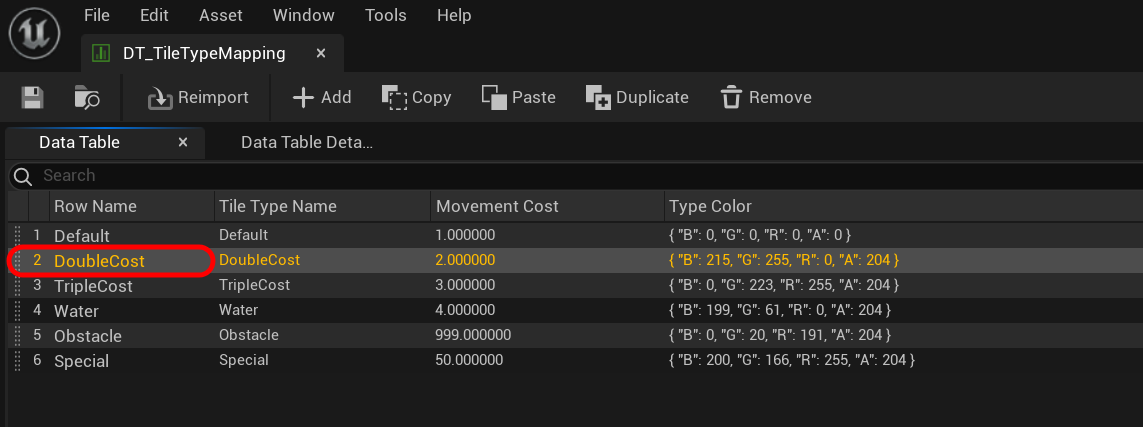 File Edit Asset Window Tools Help
DT_TileTypeMapping ×
Reimport Add Copy Paste Duplicate Remove
Data Table × Data Table Deta...
Search
Row Name Tile Type Name Movement Cost Type Color
1 Default Default 1.000000 { "B": 0, "G": 0, "R": 0, "A": 0 }
2 DoubleCost DoubleCost 2.000000 { "B": 215, "G": 255, "R": 0, "A": 204 }
3 TripleCost TripleCost 3.000000 { "B": 0, "G": 223, "R": 255, "A": 204 }
4 Water Water 4.000000 { "B": 199, "G": 61, "R": 0, "A": 204 }
5 Obstacle Obstacle 999.000000 { "B": 0, "G": 20, "R": 191, "A": 204 }
6 Special Special 50.000000 { "B": 200, "G": 166, "R": 255, "A": 204 }